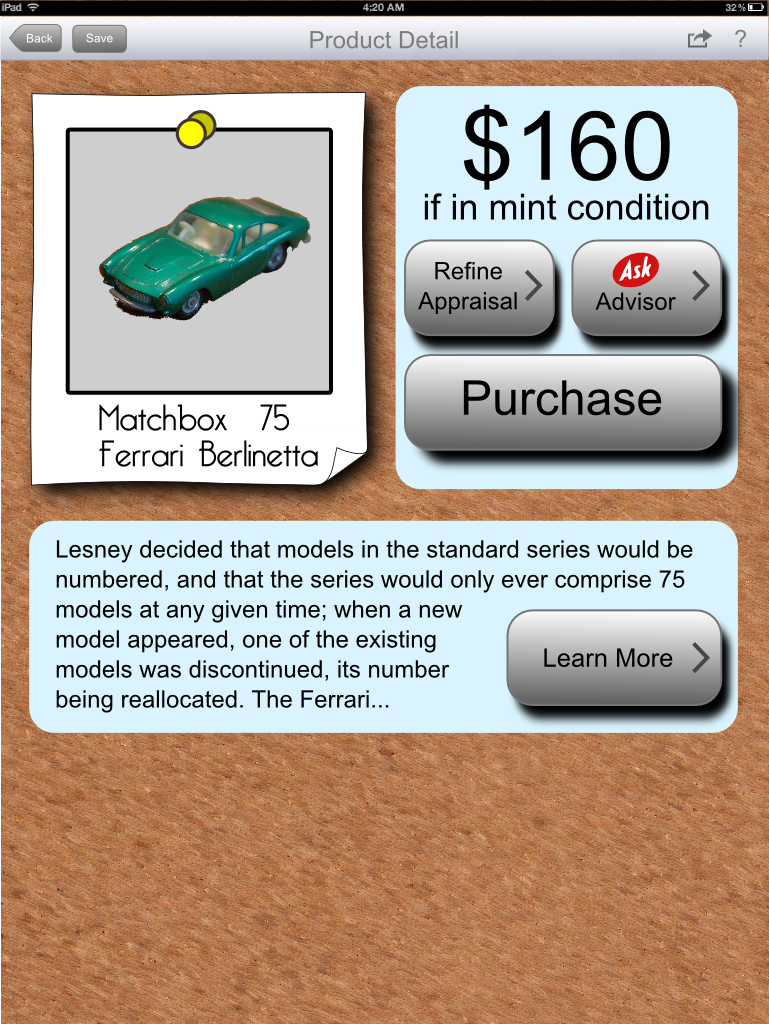 iPad 4:20 AM 32%
Back Save Product Detail ?
Matchbox 75
Ferrari Berlinetta
$160
if in mint condition
Refine
Appraisal
Ask
Advisor
Purchase
Lesney decided that models in the standard series would be
numbered, and that the series would only ever comprise 75
models at any given time; when a new
model appeared, one of the existing
models was discontinued, its number
being reallocated. The Ferrari...
Learn More